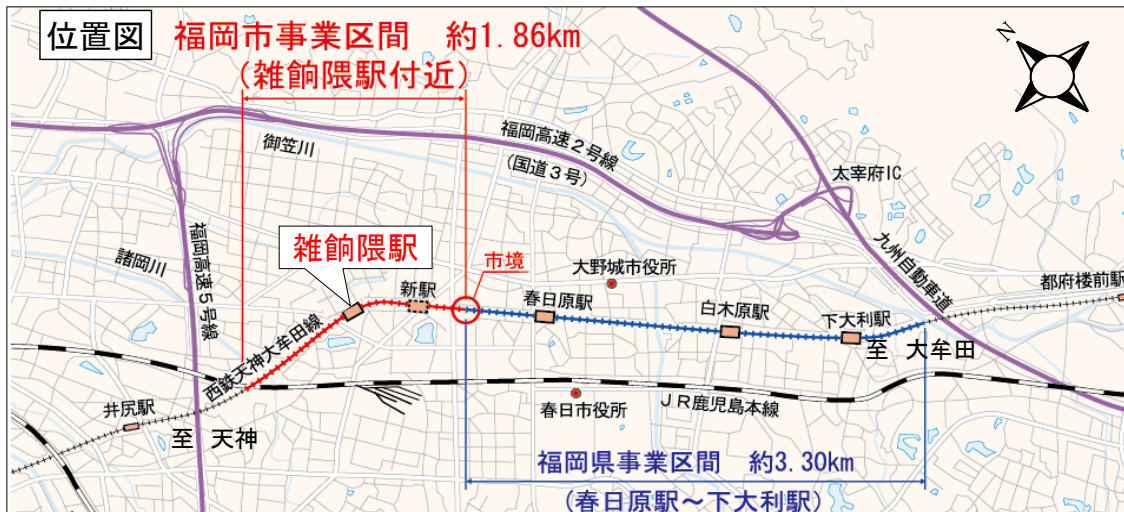 位置図
福岡市事業区間　約1.86km
(雑餉隈駅付近)
N
御笠川
福岡高速２号線
(国道３号)
太宰府IC
諸岡川
福岡高速５号線
雑餉隈駅
新駅
市境
春日原駅
大野城市役所
白木原駅
下大利駅
九州自動車道
都府楼前駅
至　大牟田
西鉄天神大牟田線
井尻駅
至　天神
春日市役所
ＪＲ鹿児島本線
福岡県事業区間　約3.30km
(春日原駅～下大利駅)